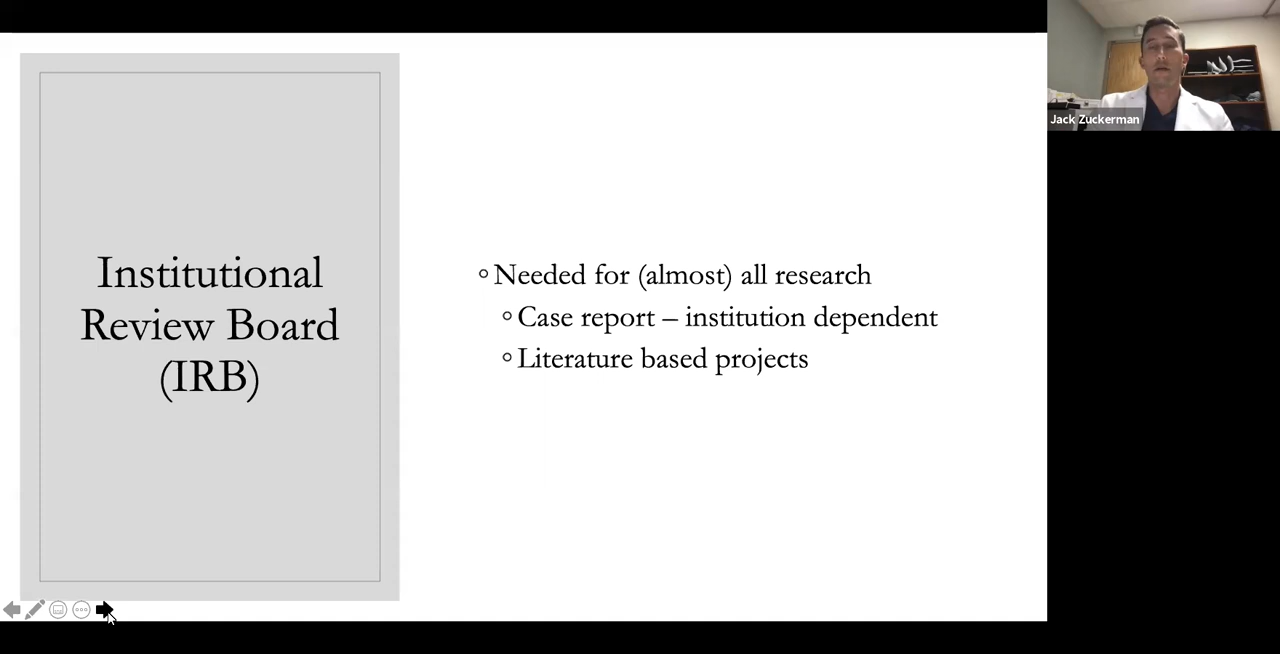 Institutional
Review Board
(IRB)
Needed for (almost) all research
Case report – institution dependent
Literature based projects
Jack Zuckerman